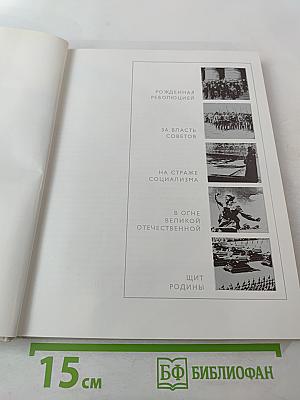 РОЖДЕННАЯ
РЕВОЛЮЦИЕЙ
ЗА ВЛАСТЬ
СОВЕТОВ
НА СТРАЖЕ
СОЦИАЛИЗМА
В ОГНЕ
ВЕЛИКОЙ
ОТЕЧЕСТВЕННОЙ
ЩИТ
РОДИНЫ
15 см
БФ БИБЛИОФАН